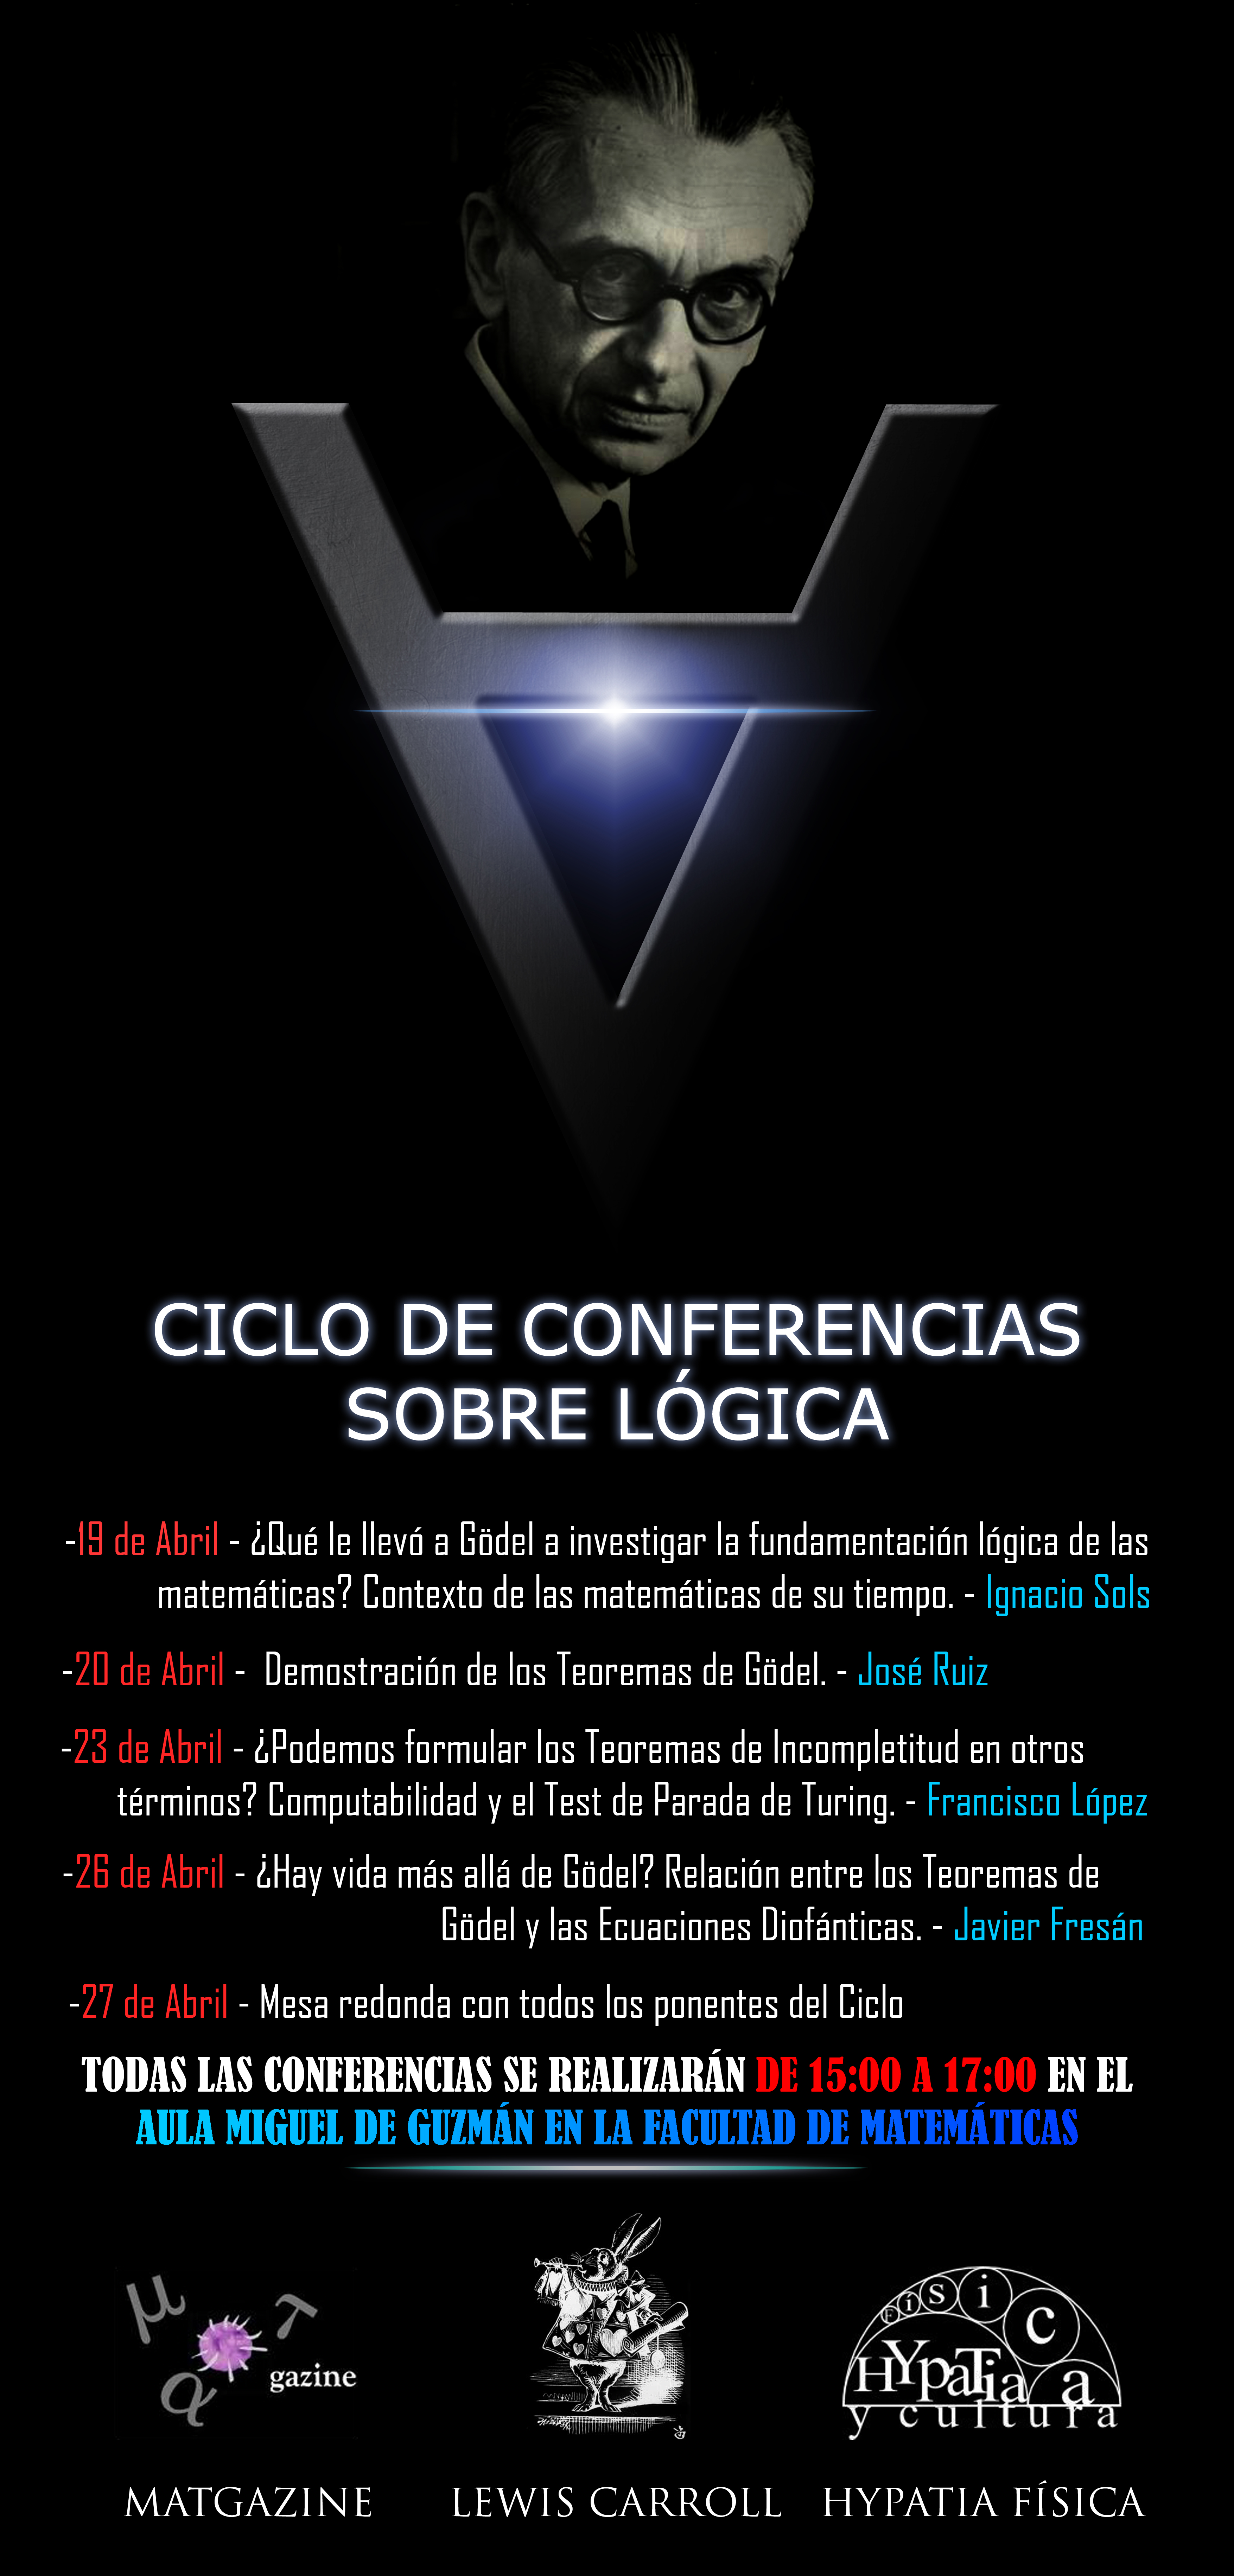 CICLO DE CONFERENCIAS
SOBRE LÓGICA
-19 de Abril - ¿Qué le llevó a Gödel a investigar la fundamentación lógica de las
matemáticas? Contexto de las matemáticas de su tiempo. - Ignacio Sols
-20 de Abril - Demostración de los Teoremas de Gödel. - José Ruiz
-23 de Abril - ¿Podemos formular los Teoremas de Incompletitud en otros
términos? Computabilidad y el Test de Parada de Turing. - Francisco López
-26 de Abril - ¿Hay vida más allá de Gödel? Relación entre los Teoremas de
Gödel y las Ecuaciones Diofánticas. - Javier Fresán
-27 de Abril - Mesa redonda con todos los ponentes del Ciclo
TODAS LAS CONFERENCIAS SE REALIZARÁN DE 15:00 A 17:00 EN EL
AULA MIGUEL DE GUZMÁN EN LA FACULTAD DE MATEMÁTICAS
μ α τ
gazine
Física
HYpaTia
y cultura
MATGAZINE LEWIS CARROLL HYPATIA FÍSICA